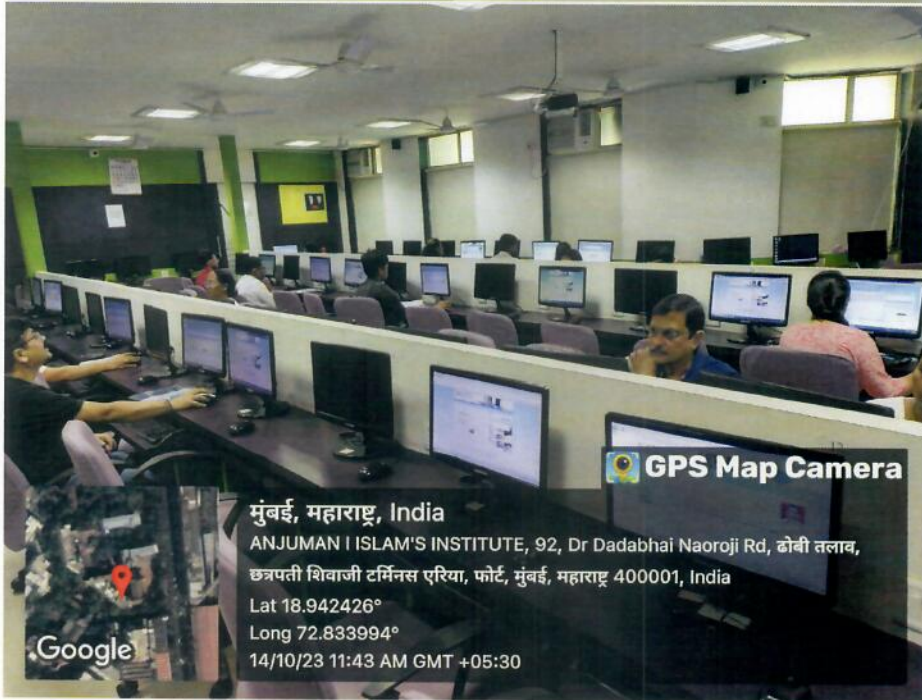 GPS Map Camera
मुंबई, महाराष्ट्र, India
ANJUMAN I ISLAM'S INSTITUTE, 92, Dr Dadabhai Naoroji Rd, ढोबी तलाव,
छत्रपती शिवाजी टर्मिनस एरिया, फोर्ट, मुंबई, महाराष्ट्र 400001, India
Lat 18.942426°
Long 72.833994°
14/10/23 11:43 AM GMT +05:30
Google